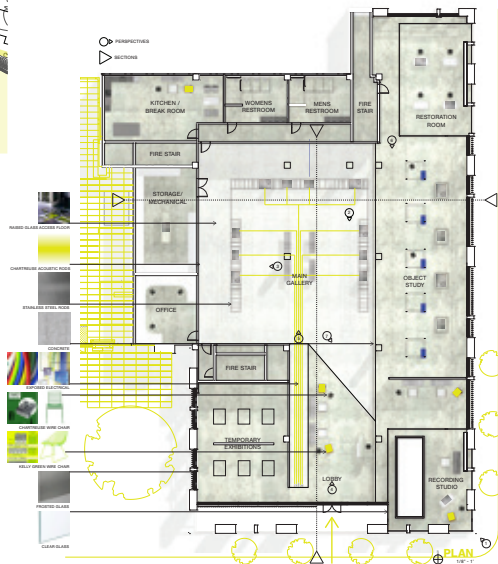 PERSPECTIVES
SECTIONS
KITCHEN /
BREAK ROOM
WOMENS
RESTROOM
MENS
RESTROOM
FIRE
STAIR
RESTORATION
ROOM
FIRE STAIR
STORAGE/
MECHANICAL
RAISED GLASS ACCESS FLOOR
CHARTREUSE ACOUSTIC RODS
MAIN
GALLERY
OBJECT
STUDY
STAINLESS STEEL RODS
OFFICE
CONCRETE
FIRE STAIR
EXPOSED ELECTRICAL
CHARTREUSE WIRE CHAIR
TEMPORARY
EXHIBITIONS
KELLY GREEN WIRE CHAIR
LOBBY
RECORDING
STUDIO
FROSTED GLASS
CLEAR GLASS
PLAN
1/8" - 1'